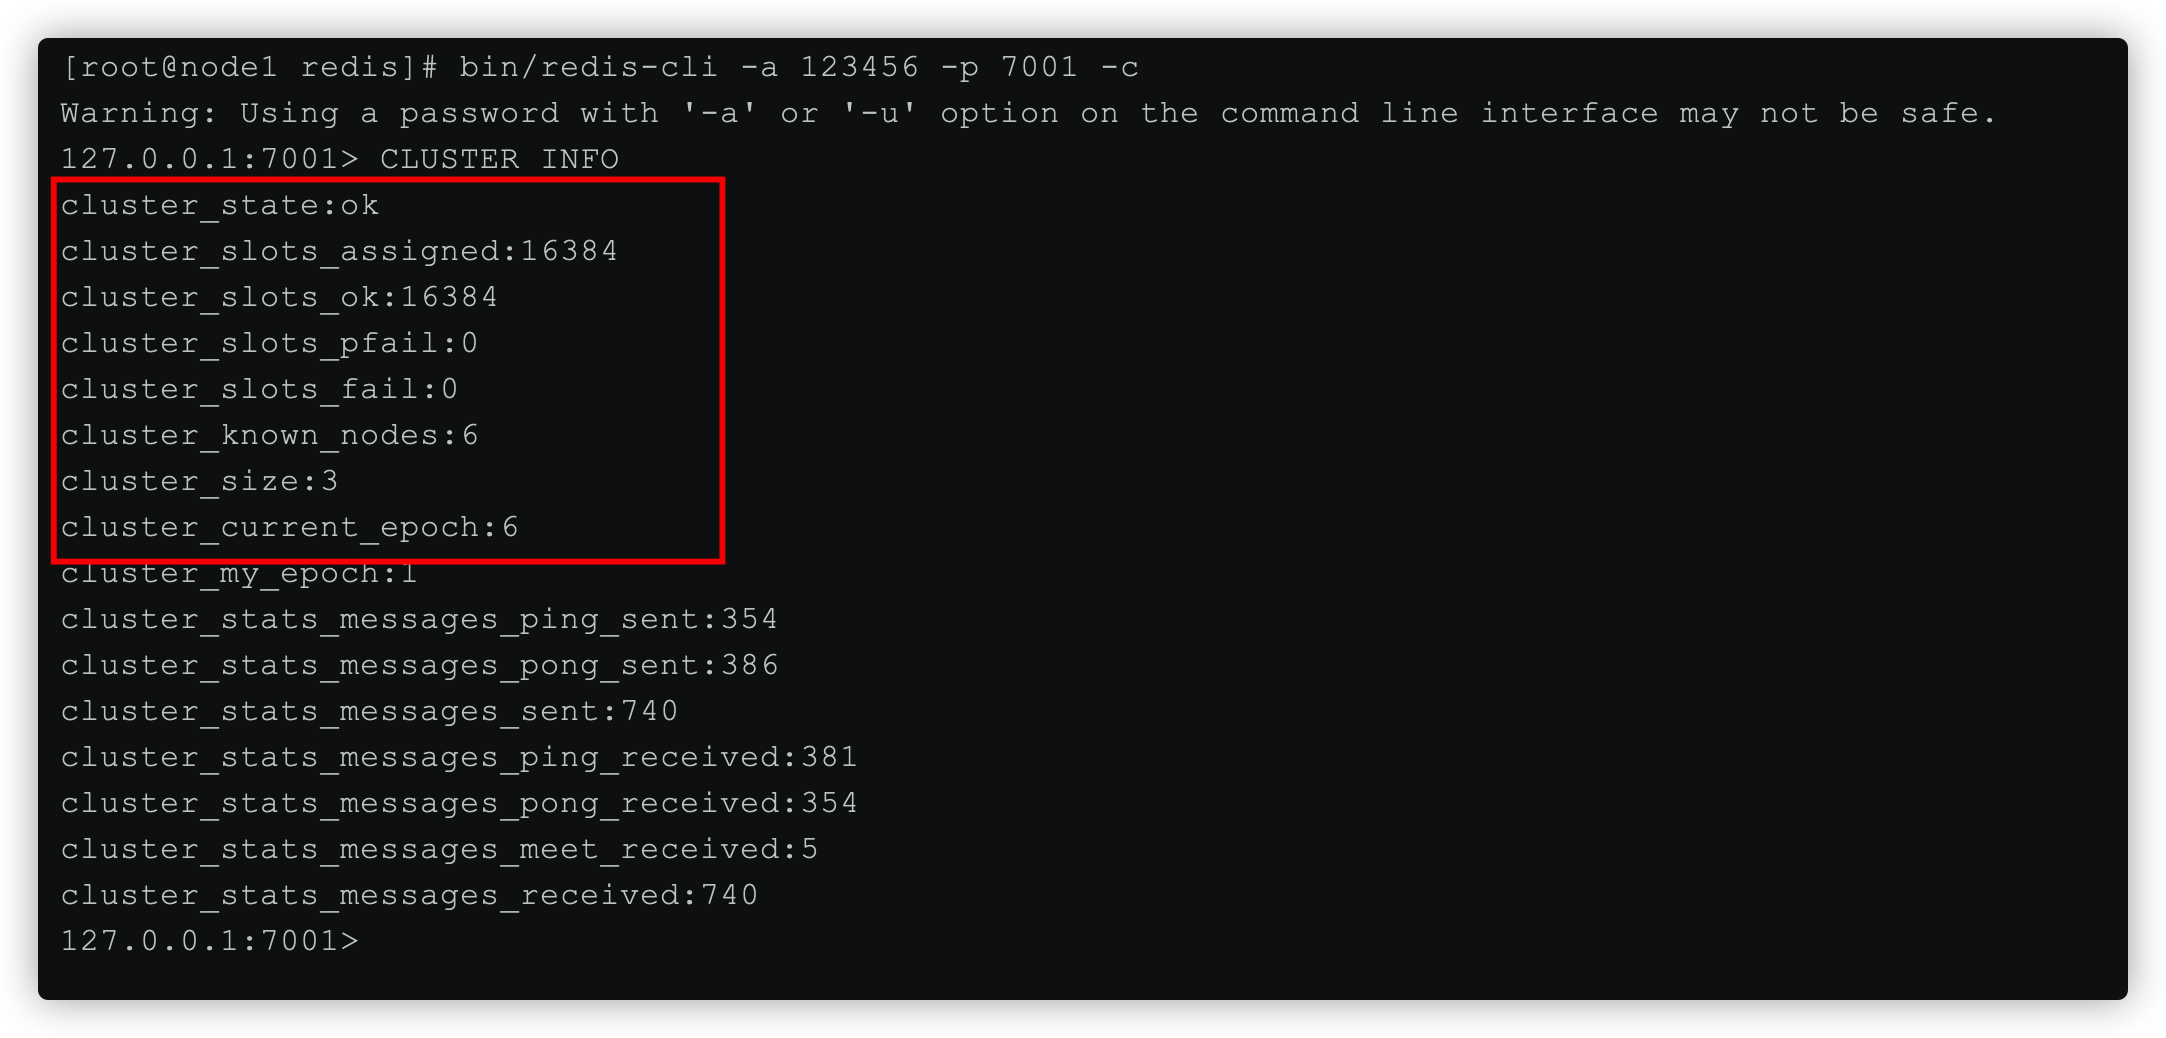 [root@node1 redis]# bin/redis-cli -a 123456 -p 7001 -c
Warning: Using a password with '-a' or '-u' option on the command line interface may not be safe.
127.0.0.1:7001> CLUSTER INFO
cluster_state:ok
cluster_slots_assigned:16384
cluster_slots_ok:16384
cluster_slots_pfail:0
cluster_slots_fail:0
cluster_known_nodes:6
cluster_size:3
cluster_current_epoch:6
cluster_my_epoch:1
cluster_stats_messages_ping_sent:354
cluster_stats_messages_pong_sent:386
cluster_stats_messages_sent:740
cluster_stats_messages_ping_received:381
cluster_stats_messages_pong_received:354
cluster_stats_messages_meet_received:5
cluster_stats_messages_received:740
127.0.0.1:7001>